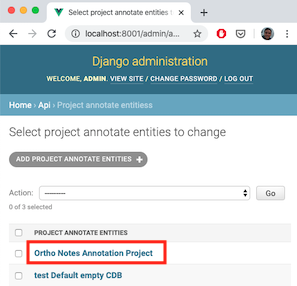 Select project annotate entities t
localhost:8001/admin/a...
Django administration
WELCOME, ADMIN. VIEW SITE / CHANGE PASSWORD / LOG OUT
Home › Api › Project annotate entitiess
Select project annotate entities to change
ADD PROJECT ANNOTATE ENTITIES +
Action: --------- Go
0 of 3 selected
PROJECT ANNOTATE ENTITIES
Ortho Notes Annotation Project
test Default empty CDB